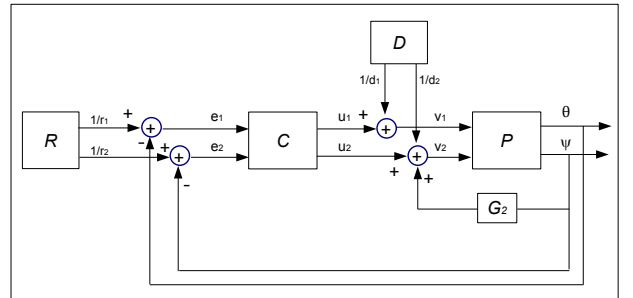 D
1/d₁
1/d₂
R
1/r₁
1/r₂
+
-
+
+
+
-
e₁
e₂
C
u₁
u₂
+
+
+
+
+
v₁
v₂
P
θ
ψ
G₂